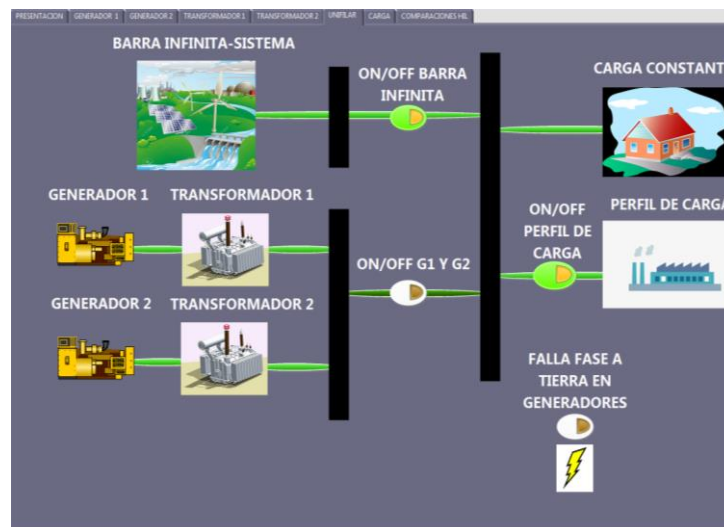 PRESENTACION GENERADOR 1 GENERADOR 2 TRANSFORMADOR 1 TRANSFORMADOR 2 UNIFILAR CARGA COMPARACIONES HIL
BARRA INFINITA-SISTEMA
ON/OFF BARRA
INFINITA
CARGA CONSTANT
GENERADOR 1
TRANSFORMADOR 1
ON/OFF
PERFIL DE
CARGA
PERFIL DE CARGA
ON/OFF G1 Y G2
GENERADOR 2
TRANSFORMADOR 2
FALLA FASE A
TIERRA EN
GENERADORES